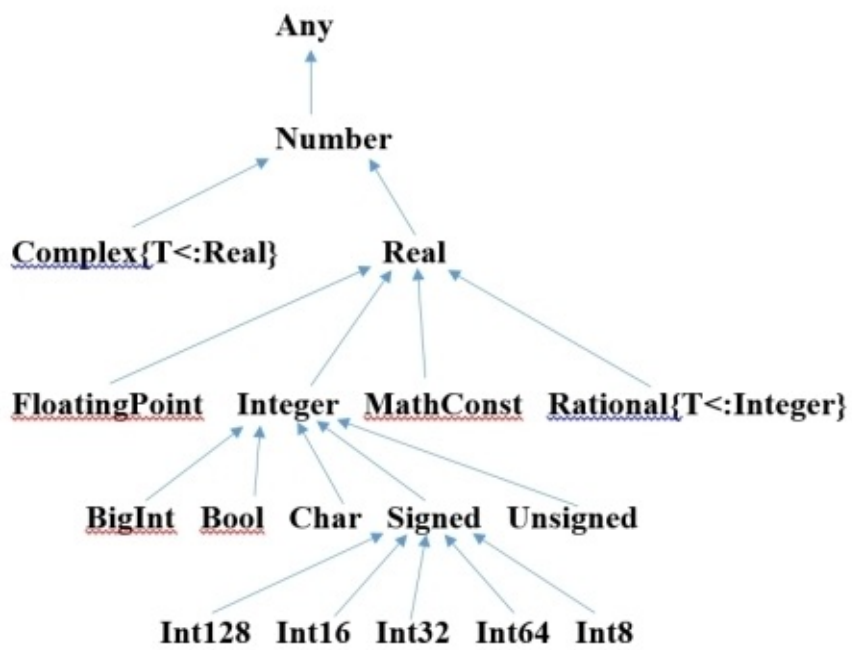 Any
Number
Complex{T<:Real} Real
FloatingPoint Integer MathConst Rational{T<:Integer}
BigInt Bool Char Signed Unsigned
Int128 Int16 Int32 Int64 Int8